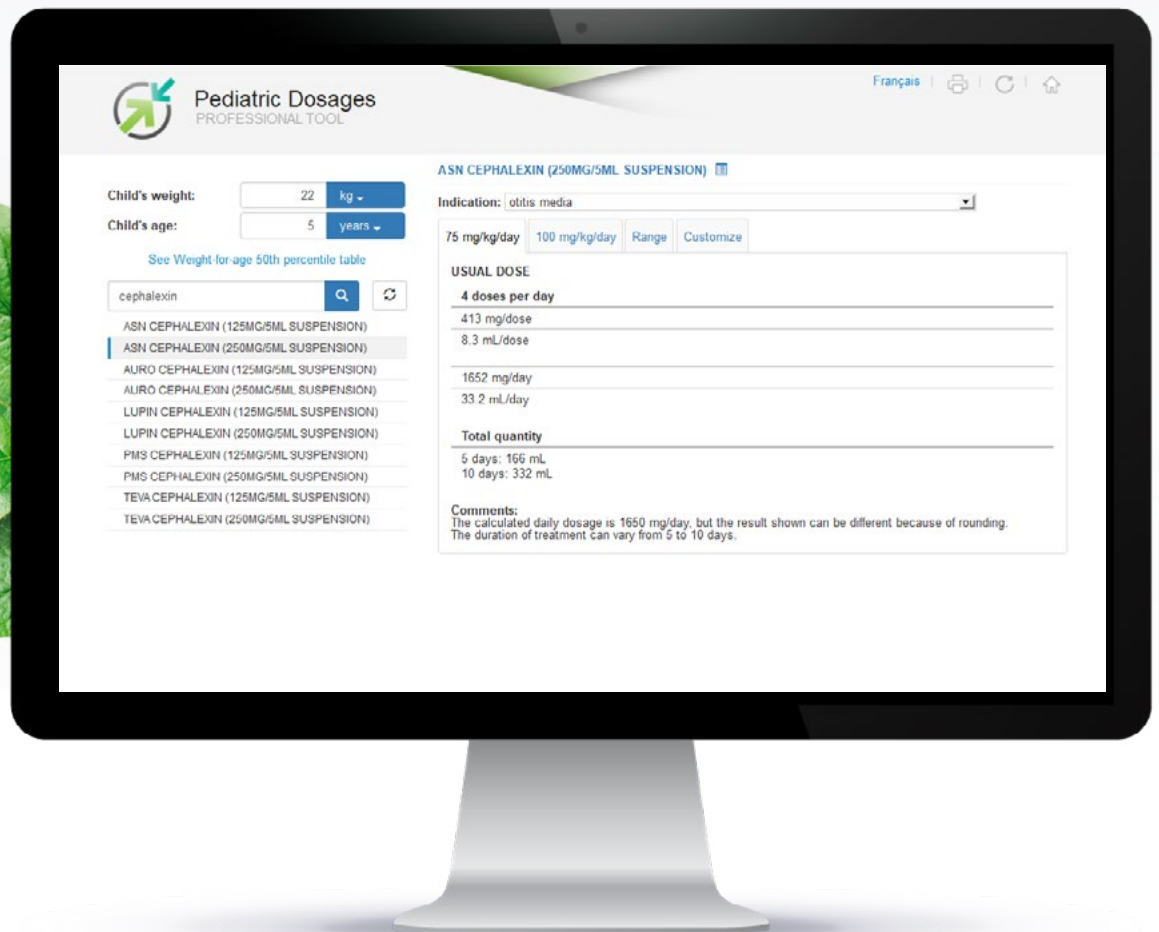 Pediatric Dosages
PROFESSIONAL TOOL
Français
Child's weight: 22 kg
Child's age: 5 years
See Weight-for-age 50th percentile table
cephalexin
ASN CEPHALEXIN (125MG/5ML SUSPENSION)
ASN CEPHALEXIN (250MG/5ML SUSPENSION)
AURO CEPHALEXIN (125MG/5ML SUSPENSION)
AURO CEPHALEXIN (250MG/5ML SUSPENSION)
LUPIN CEPHALEXIN (125MG/5ML SUSPENSION)
LUPIN CEPHALEXIN (250MG/5ML SUSPENSION)
PMS CEPHALEXIN (125MG/5ML SUSPENSION)
PMS CEPHALEXIN (250MG/5ML SUSPENSION)
TEVA CEPHALEXIN (125MG/5ML SUSPENSION)
TEVA CEPHALEXIN (250MG/5ML SUSPENSION)
ASN CEPHALEXIN (250MG/5ML SUSPENSION)
Indication: otitis media
75 mg/kg/day 100 mg/kg/day Range Customize
USUAL DOSE
4 doses per day
413 mg/dose
8.3 mL/dose
1652 mg/day
33.2 mL/day
Total quantity
5 days: 166 mL
10 days: 332 mL
Comments:
The calculated daily dosage is 1650 mg/day, but the result shown can be different because of rounding.
The duration of treatment can vary from 5 to 10 days.